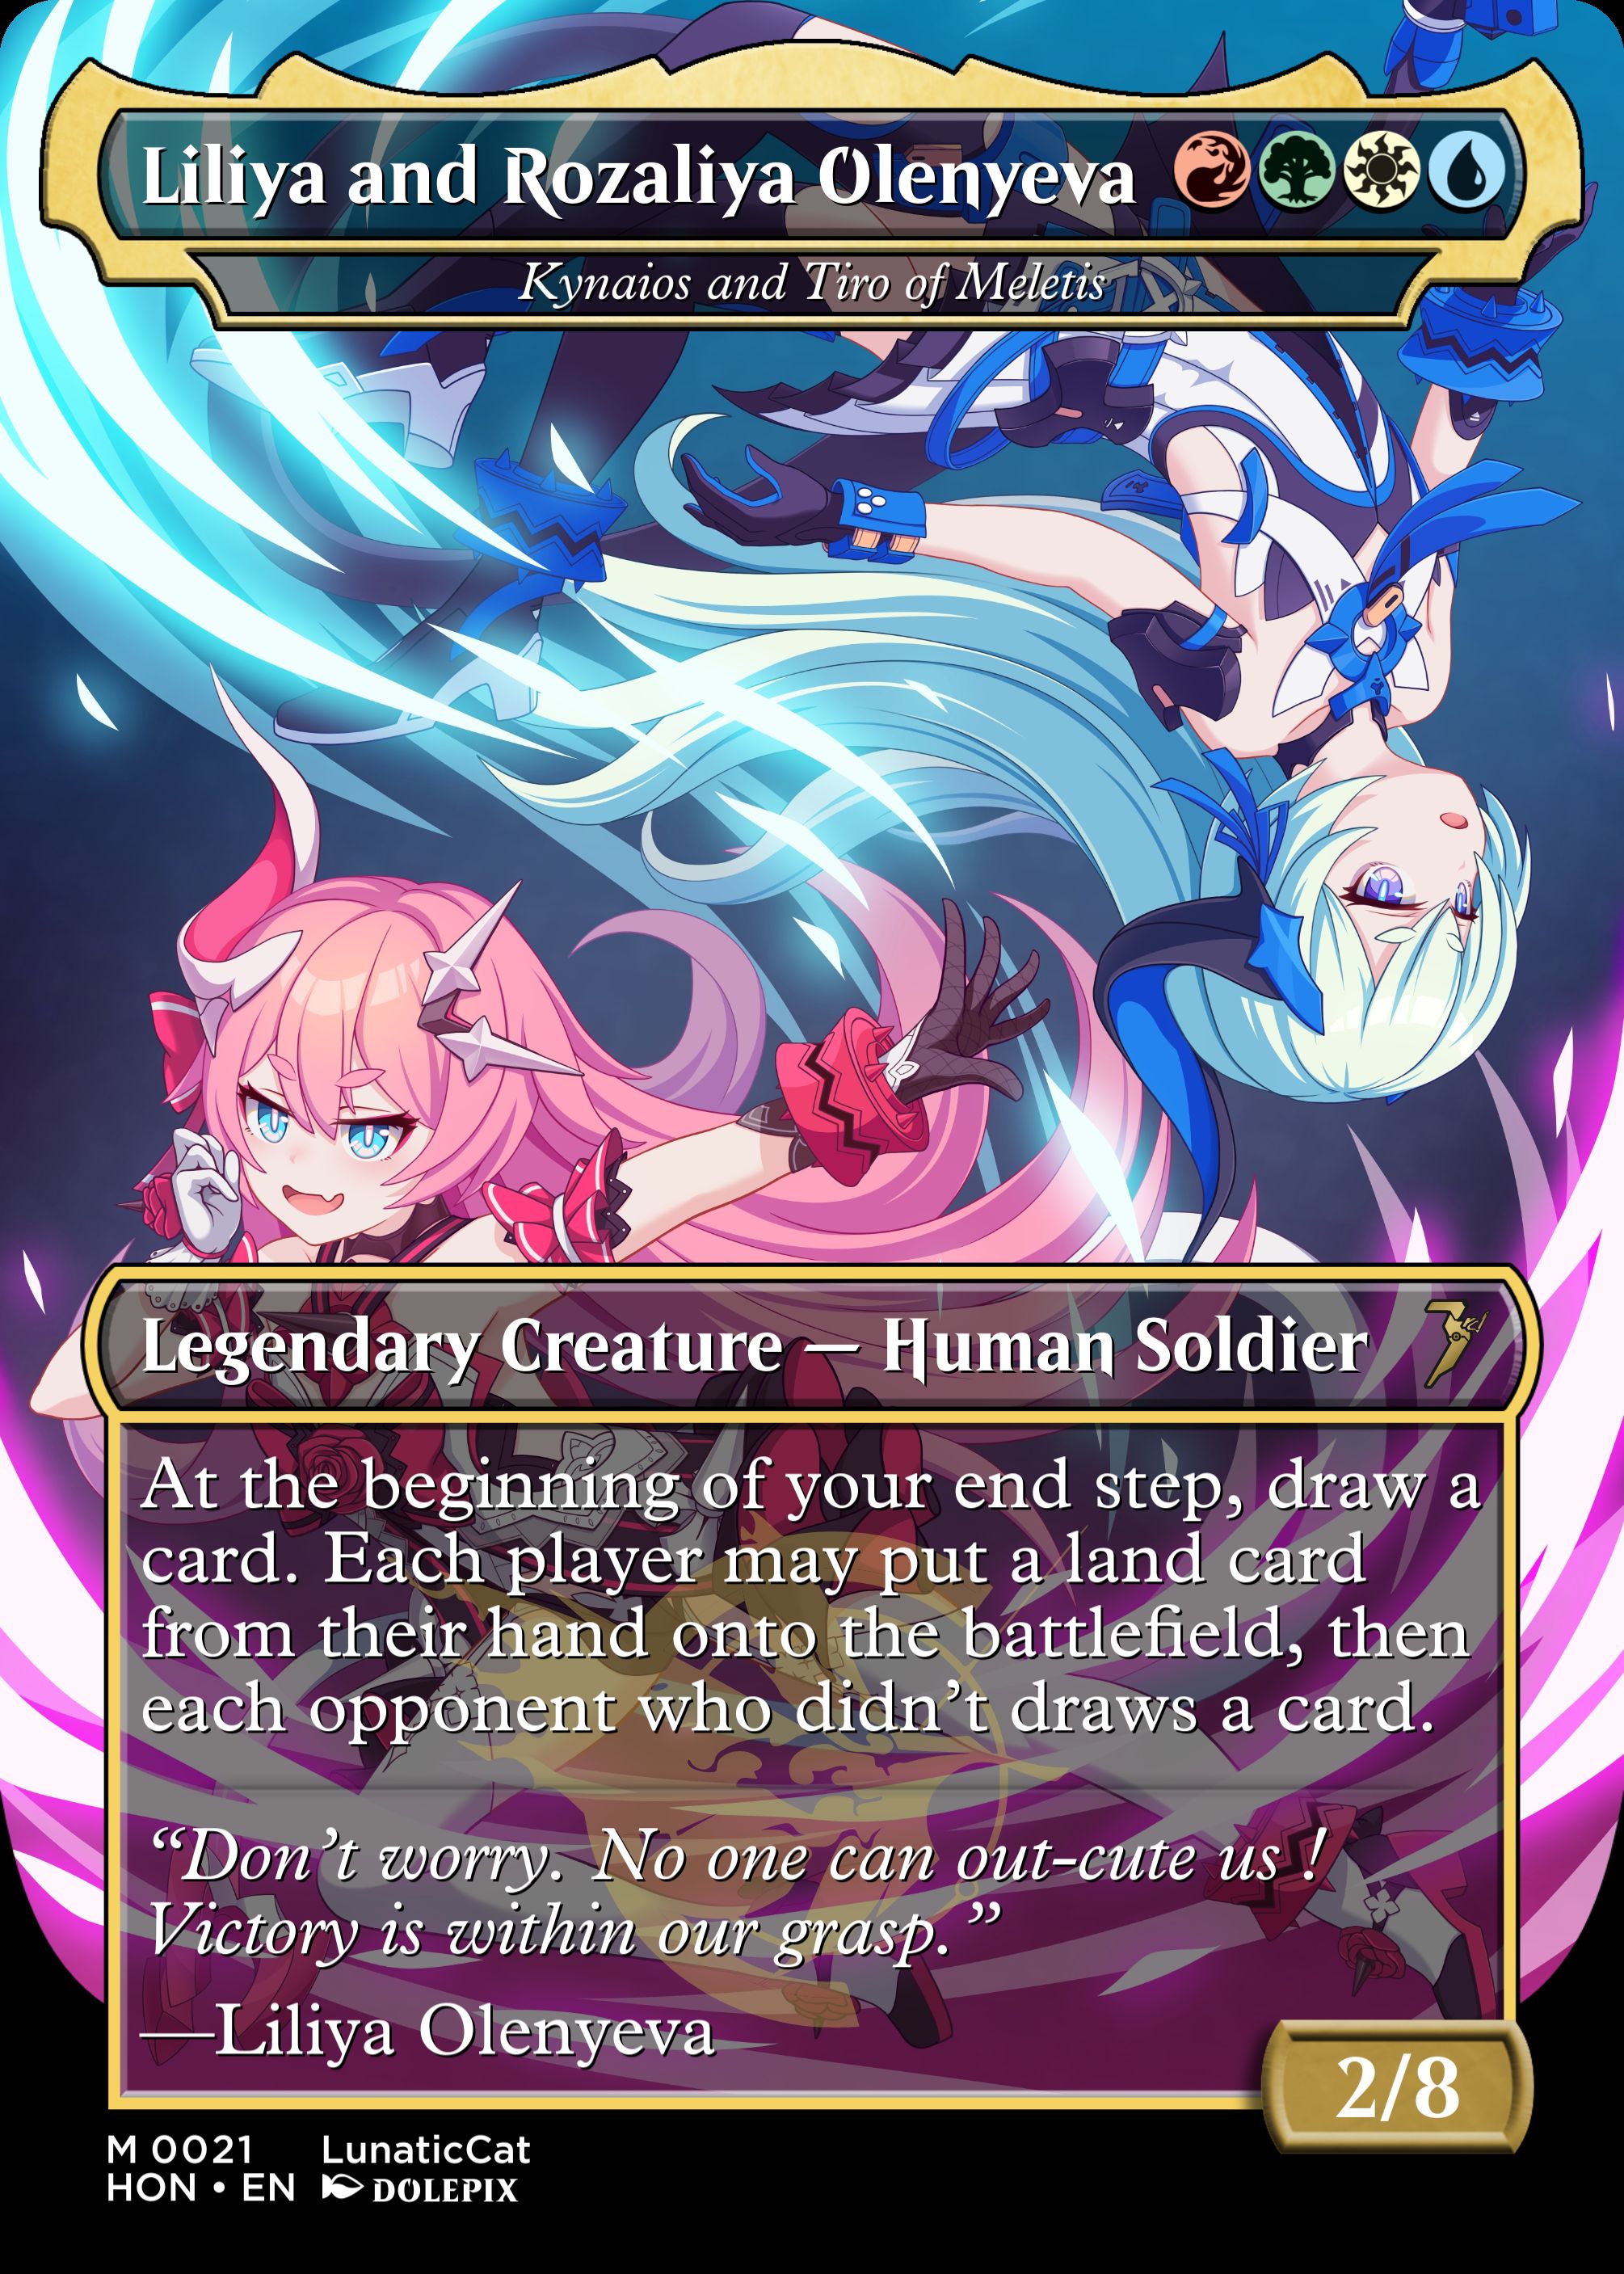 Liliya and Rozaliya Olenyeva
Kynaios and Tiro of Meletis
Legendary Creature — Human Soldier
At the beginning of your end step, draw a
card. Each player may put a land card
from their hand onto the battlefield, then
each opponent who didn’t draws a card.
“Don’t worry. No one can out-cute us !
Victory is within our grasp.”
—Liliya Olenyeva
2/8
M 0021 LunaticCat
HON • EN DOLEPIX